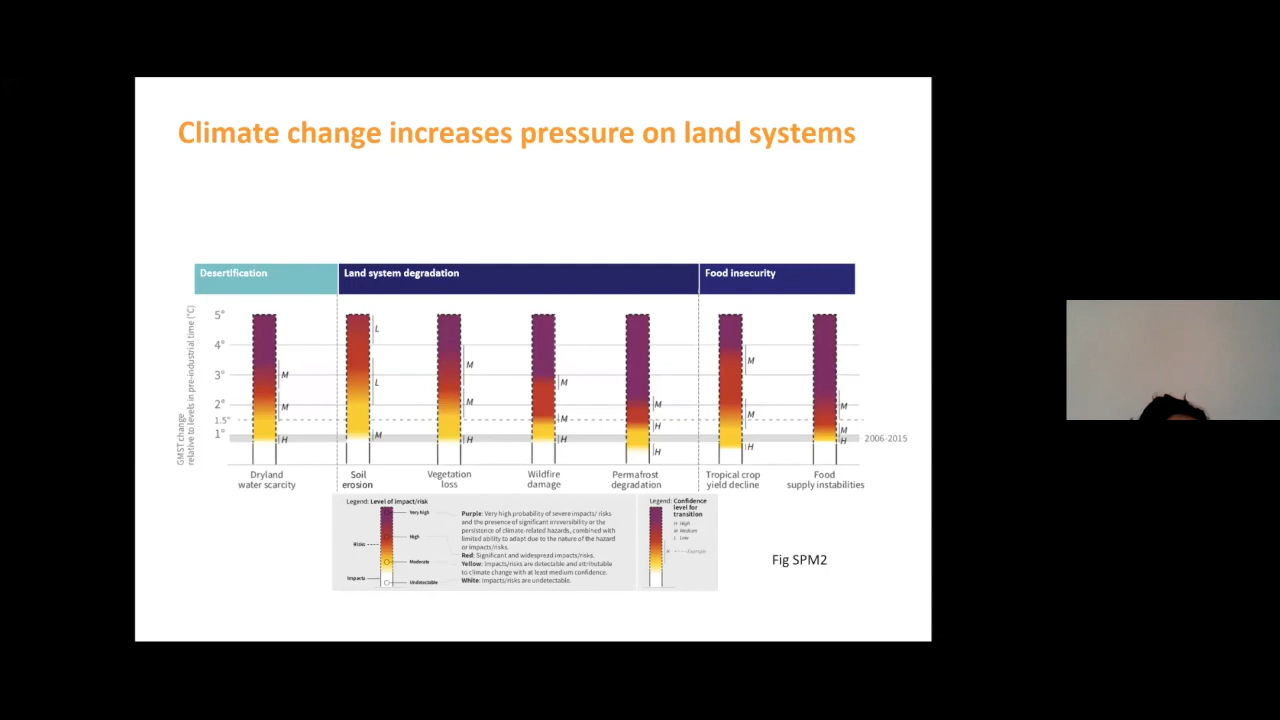 Climate change increases pressure on land systems
Desertification
Land system degradation
Food insecurity
GMST change
relative to levels in pre-industrial time (°C)
5°
4°
3°
2°
1.5°
1°
M
M
H
L
L
M
M
M
H
M
M
H
M
H
H
M
M
H
M
M
H
2006-2015
Dryland
water scarcity
Soil
erosion
Vegetation
loss
Wildfire
damage
Permafrost
degradation
Tropical crop
yield decline
Food
supply instabilities
Legend: Level of impact/risk
Very high
High
Moderate
Undetectable
Risks
Impacts
Purple: Very high probability of severe impacts/ risks
and the presence of significant irreversibility or the
persistence of climate-related hazards, combined with
limited ability to adapt due to the nature of the hazard
or impacts/risks.
Red: Significant and widespread impacts/risks.
Yellow: Impacts/risks are detectable and attributable
to climate change with at least medium confidence.
White: Impacts/risks are undetectable.
Legend: Confidence
level for
transition
H High
M Medium
L Low
H
Example
Fig SPM2